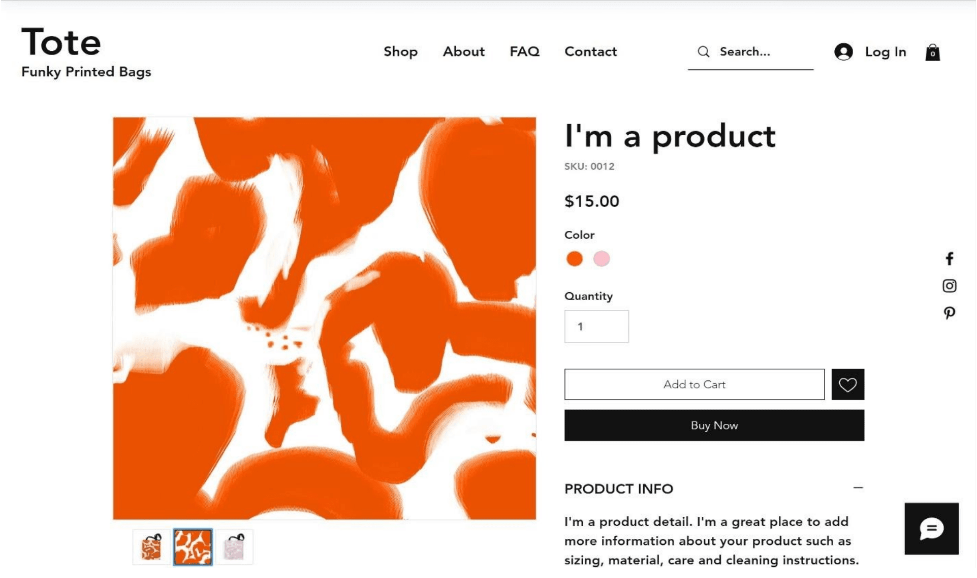 Tote
Funky Printed Bags
Shop
About
FAQ
Contact
Search...
Log In
0
I'm a product
SKU: 0012
$15.00
Color
Quantity
1
Add to Cart
Buy Now
PRODUCT INFO
I'm a product detail. I'm a great place to add
more information about your product such as
sizing, material, care and cleaning instructions.